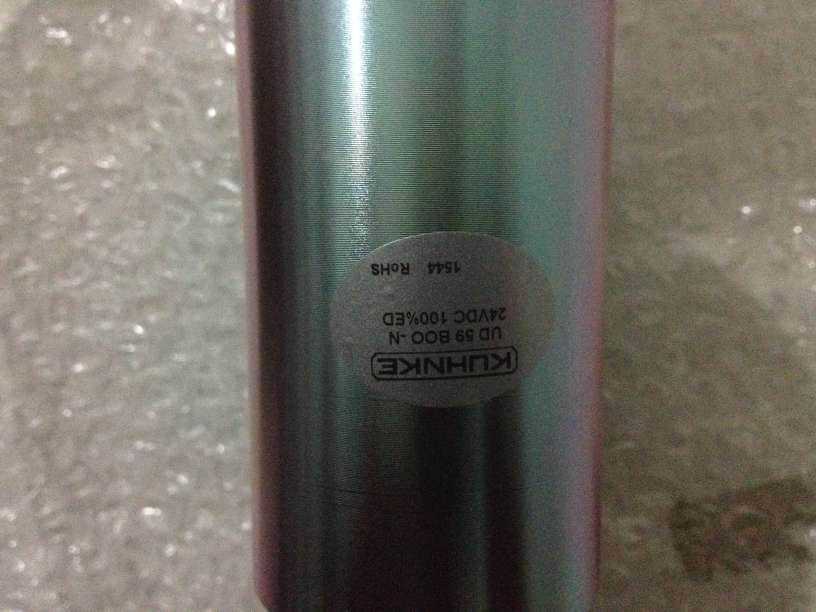 KUHNKE
UD 59 BOO -N
24VDC 100%ED
1544 RoHS